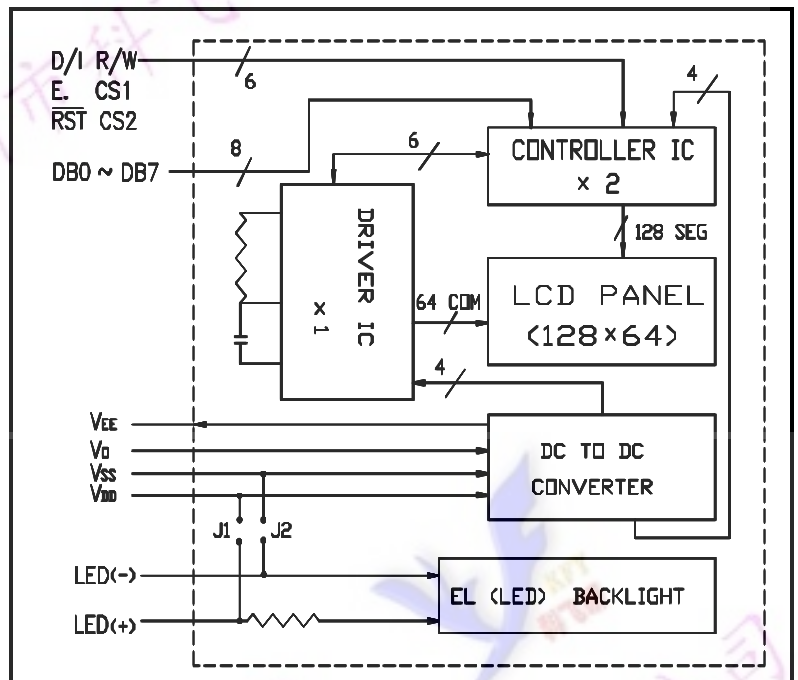 D/I R/W
E. CS1
RST CS2
DB0 ~ DB7
6
8
6
4
CONTROLLER IC
× 2
128 SEG
DRIVER IC
× 1
64 COM
LCD PANEL
(128×64)
4
VEE
V0
VSS
VDD
DC TO DC
CONVERTER
J1
J2
LED(-)
LED(+)
EL (LED) BACKLIGHT